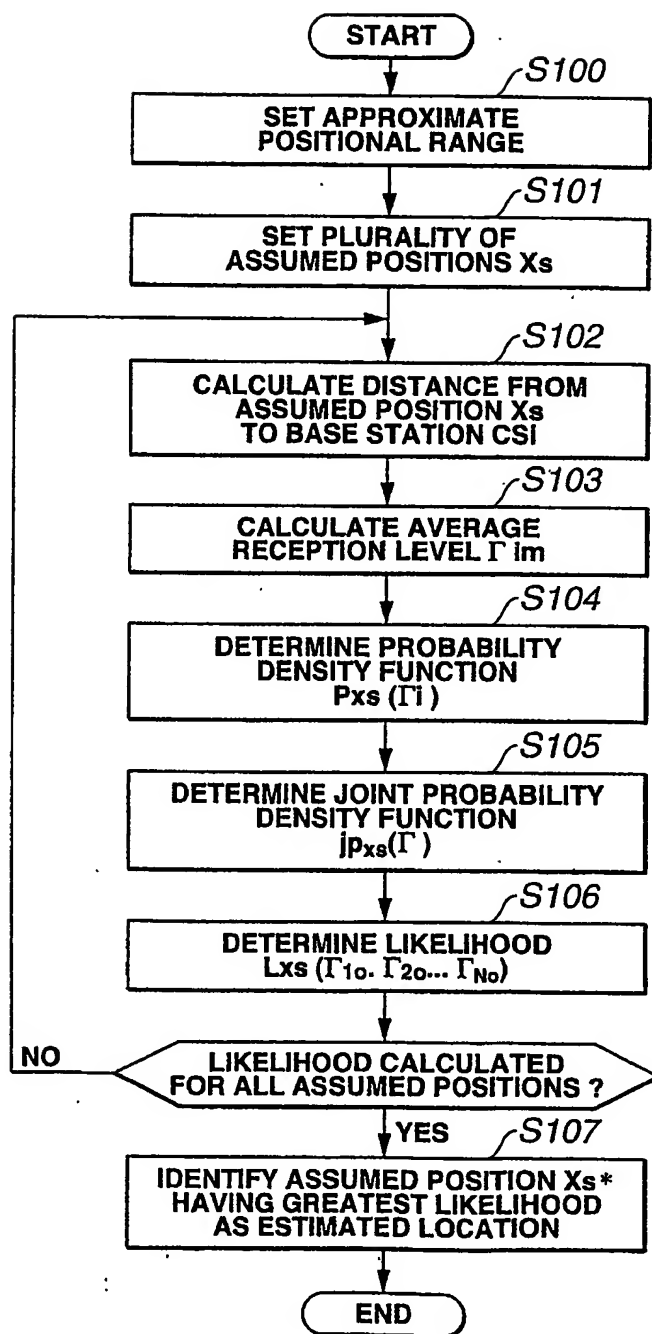 START
S100
SET APPROXIMATE
POSITIONAL RANGE
S101
SET PLURALITY OF
ASSUMED POSITIONS Xs
S102
CALCULATE DISTANCE FROM
ASSUMED POSITION Xs
TO BASE STATION CSi
S103
CALCULATE AVERAGE
RECEPTION LEVEL Γ im
S104
DETERMINE PROBABILITY
DENSITY FUNCTION
Pxs (Γi )
S105
DETERMINE JOINT PROBABILITY
DENSITY FUNCTION
jpxs(Γ )
S106
DETERMINE LIKELIHOOD
Lxs (Γ1o. Γ2o... ΓNo)
NO
LIKELIHOOD CALCULATED
FOR ALL ASSUMED POSITIONS ?
YES
S107
IDENTIFY ASSUMED POSITION Xs*
HAVING GREATEST LIKELIHOOD
AS ESTIMATED LOCATION
END